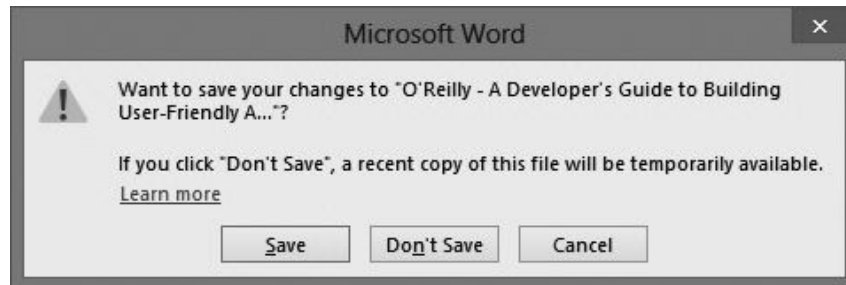 Microsoft Word
Want to save your changes to "O'Reilly - A Developer's Guide to Building
User-Friendly A..."?
If you click "Don't Save", a recent copy of this file will be temporarily available.
Learn more
Save Don't Save Cancel